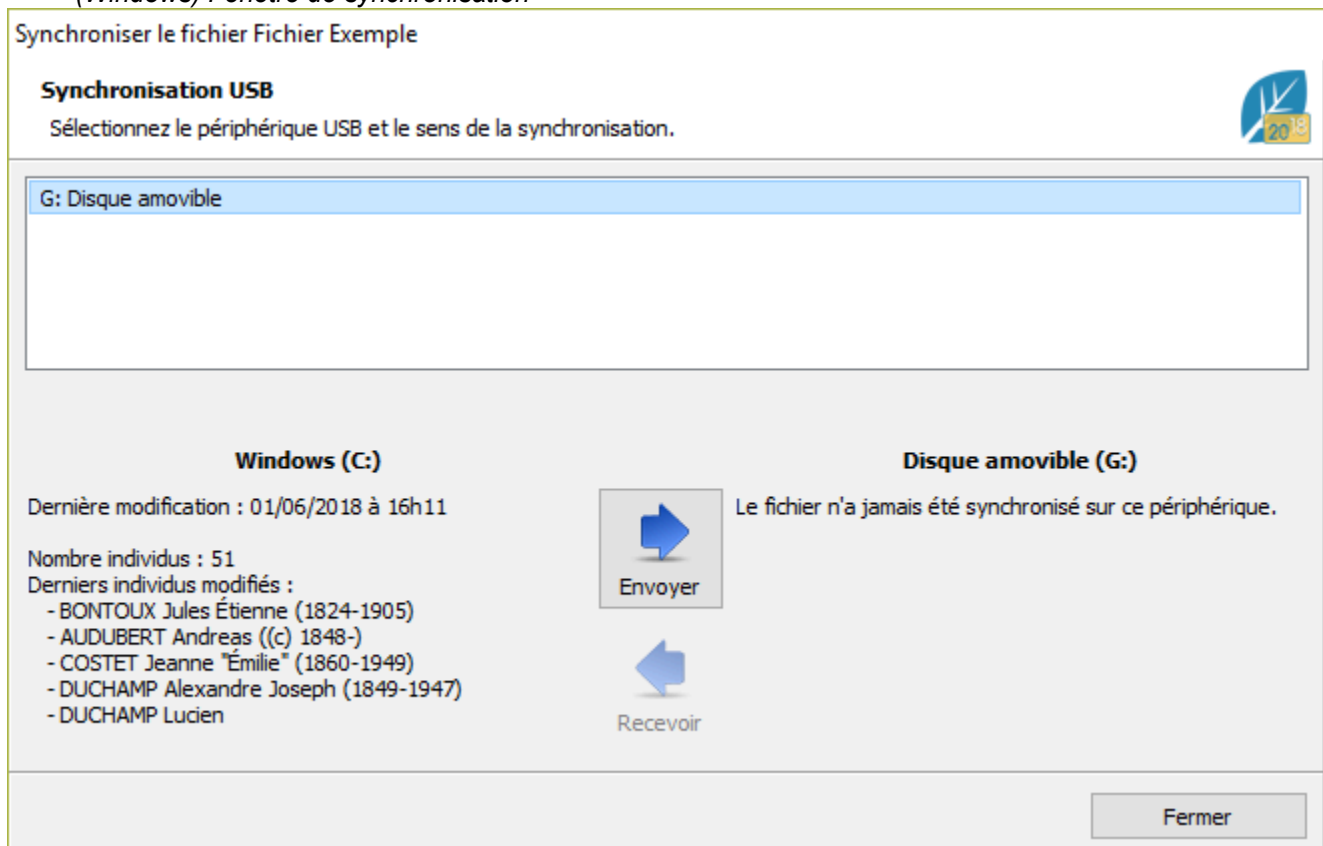 (Windows) Fenêtre de synchronisation
Synchroniser le fichier Fichier Exemple
Synchronisation USB
Sélectionnez le périphérique USB et le sens de la synchronisation.
2018
G: Disque amovible
Windows (C:)
Dernière modification : 01/06/2018 à 16h11
Nombre individus : 51
Derniers individus modifiés :
- BONTOUX Jules Étienne (1824-1905)
- AUDUBERT Andreas ((c) 1848-)
- COSTET Jeanne "Émilie" (1860-1949)
- DUCHAMP Alexandre Joseph (1849-1947)
- DUCHAMP Lucien
Envoyer
Recevoir
Disque amovible (G:)
Le fichier n'a jamais été synchronisé sur ce périphérique.
Fermer